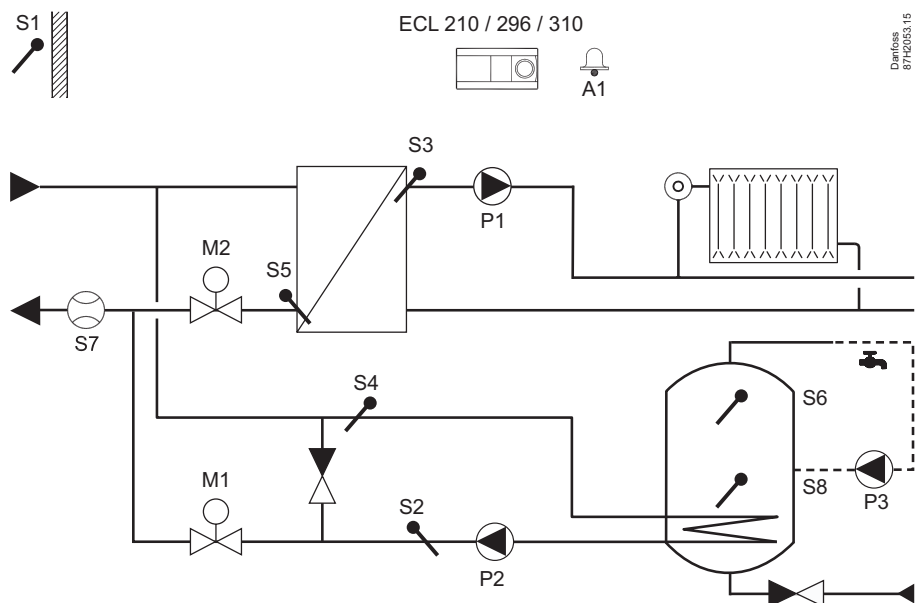 S1
ECL 210 / 296 / 310
A1
Danfoss
87H2053.15
S3
P1
M2
S5
S7
S4
S6
M1
S2
S8
P3
P2